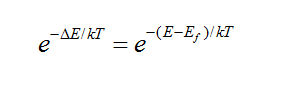 e^{-ΔE/kT} = e^{-(E-E_f)/kT}